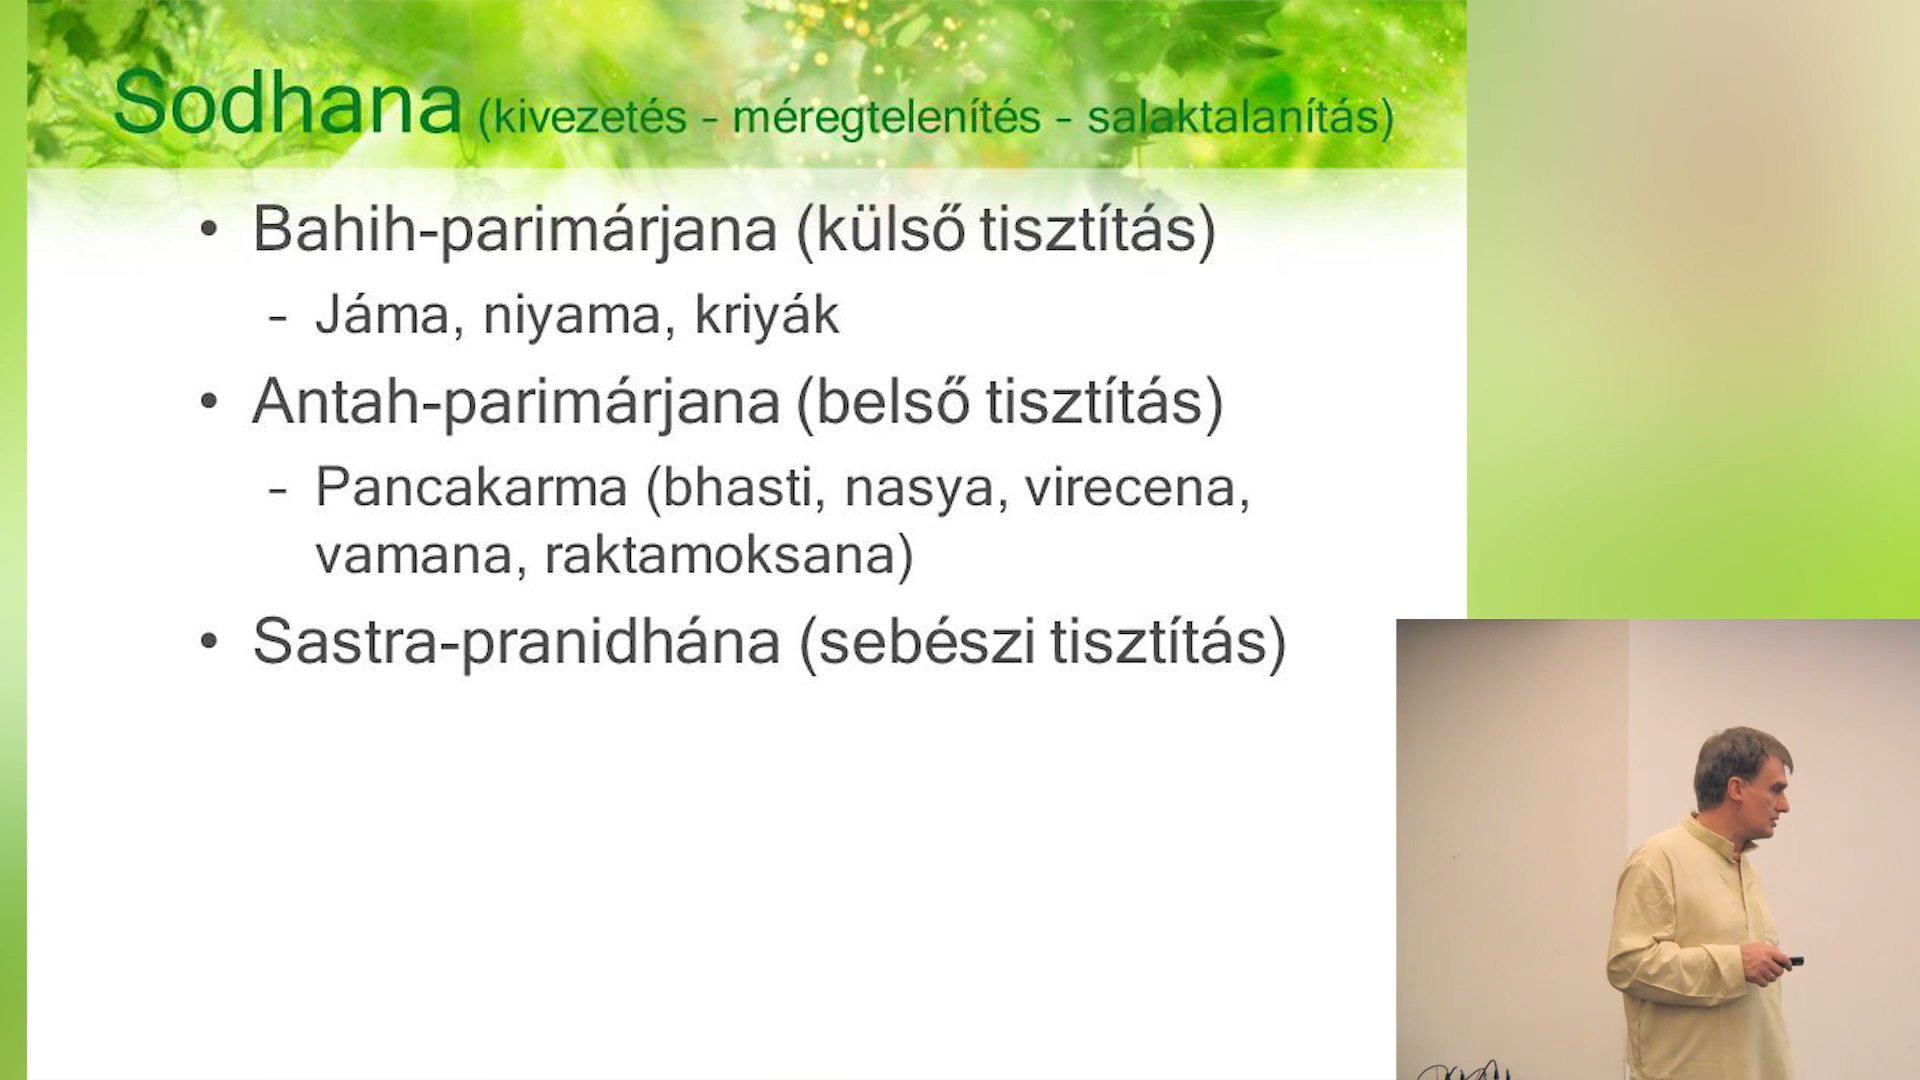 Sodhana (kivezetés – méregtelenítés – salaktalanítás)
• Bahih-parimárjana (külső tisztítás)
– Jáma, niyama, kriyák
• Antah-parimárjana (belső tisztítás)
– Pancakarma (bhasti, nasya, virecena,
vamana, raktamoksana)
• Sastra-pranidhána (sebészi tisztítás)